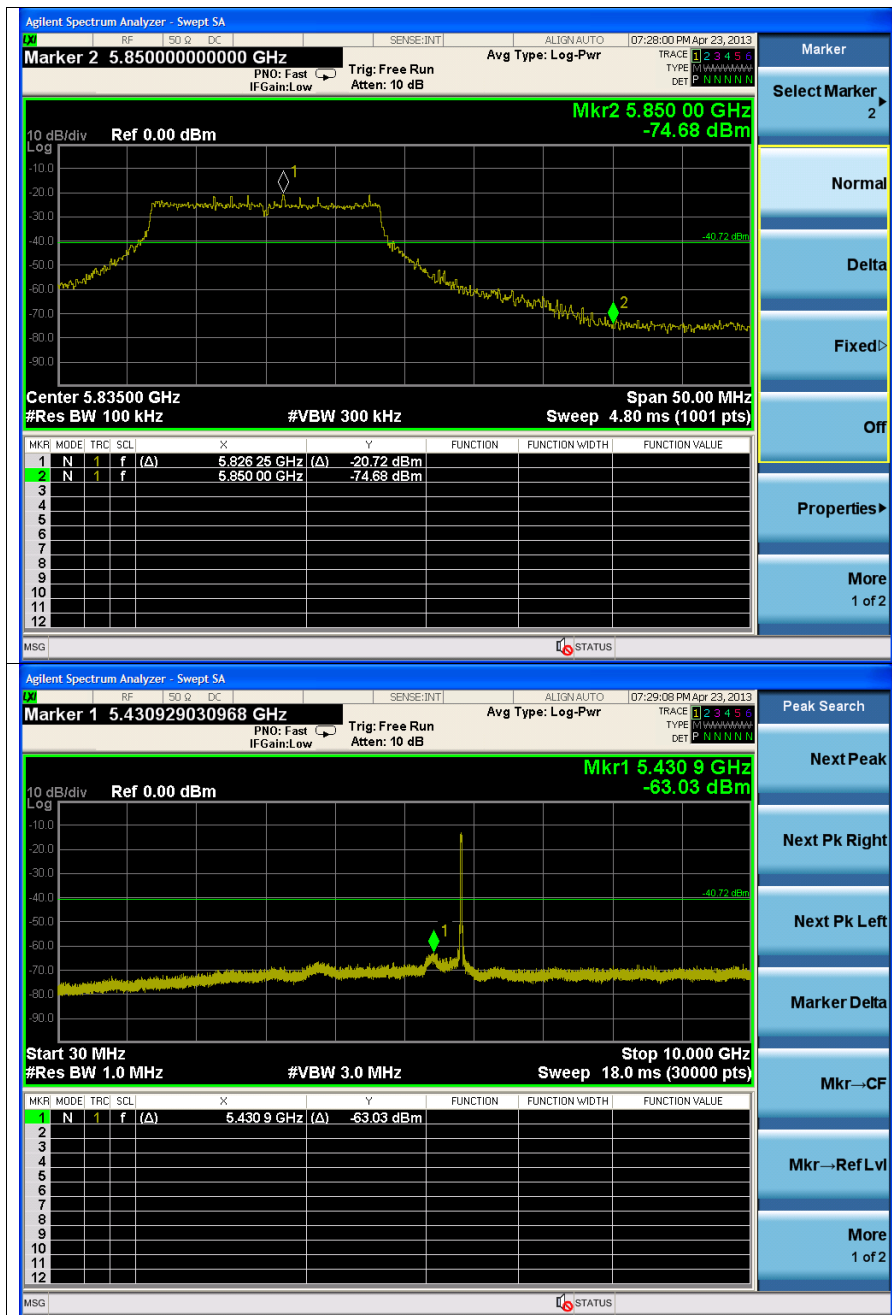 Agilent Spectrum Analyzer - Swept SA
LXI RF 50 Ω DC SENSE:INT ALIGN AUTO 07:28:00 PM Apr 23, 2013
Marker 2 5.850000000000 GHz
PNO: Fast
IFGain:Low
Trig: Free Run
Atten: 10 dB
Avg Type: Log-Pwr
TRACE 1 2 3 4 5 6
TYPE M W W W W W
DET P N N N N N
Marker
Select Marker
2
Normal
Delta
Fixed
Off
Properties
More
1 of 2
Mkr2 5.850 00 GHz
-74.68 dBm
10 dB/div Ref 0.00 dBm
Log
-10.0
-20.0
-30.0
-40.0
-50.0
-60.0
-70.0
-80.0
-90.0
1
-40.72 dBm
2
Center 5.83500 GHz Span 50.00 MHz
#Res BW 100 kHz #VBW 300 kHz Sweep 4.80 ms (1001 pts)
MKR MODE TRC SCL X Y FUNCTION FUNCTION WIDTH FUNCTION VALUE
1 N 1 f (Δ) 5.826 25 GHz (Δ) -20.72 dBm
2 N 1 f 5.850 00 GHz -74.68 dBm
3
4
5
6
7
8
9
10
11
12
MSG STATUS
Agilent Spectrum Analyzer - Swept SA
LXI RF 50 Ω DC SENSE:INT ALIGN AUTO 07:29:08 PM Apr 23, 2013
Marker 1 5.430929030968 GHz
PNO: Fast
IFGain:Low
Trig: Free Run
Atten: 10 dB
Avg Type: Log-Pwr
TRACE 1 2 3 4 5 6
TYPE M W W W W W
DET P N N N N N
Peak Search
Next Peak
Next Pk Right
Next Pk Left
Marker Delta
Mkr→CF
Mkr→Ref Lvl
More
1 of 2
Mkr1 5.430 9 GHz
-63.03 dBm
10 dB/div Ref 0.00 dBm
Log
-10.0
-20.0
-30.0
-40.0
-50.0
-60.0
-70.0
-80.0
-90.0
-40.72 dBm
1
Start 30 MHz Stop 10.000 GHz
#Res BW 1.0 MHz #VBW 3.0 MHz Sweep 18.0 ms (30000 pts)
MKR MODE TRC SCL X Y FUNCTION FUNCTION WIDTH FUNCTION VALUE
1 N 1 f (Δ) 5.430 9 GHz (Δ) -63.03 dBm
2
3
4
5
6
7
8
9
10
11
12
MSG STATUS